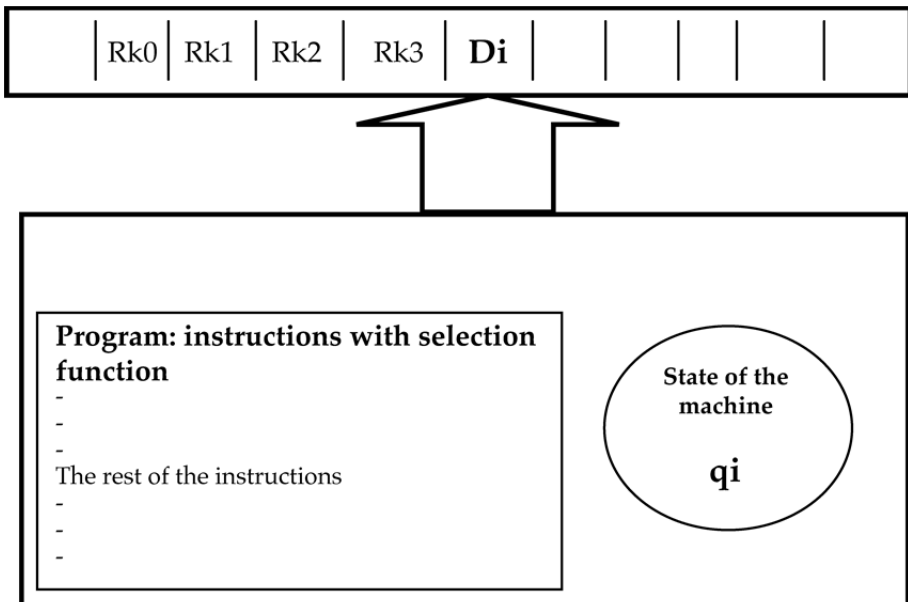 Rk0 Rk1 Rk2 Rk3 Di
Program: instructions with selection
function
-
-
-
The rest of the instructions
-
-
-
State of the
machine
qi